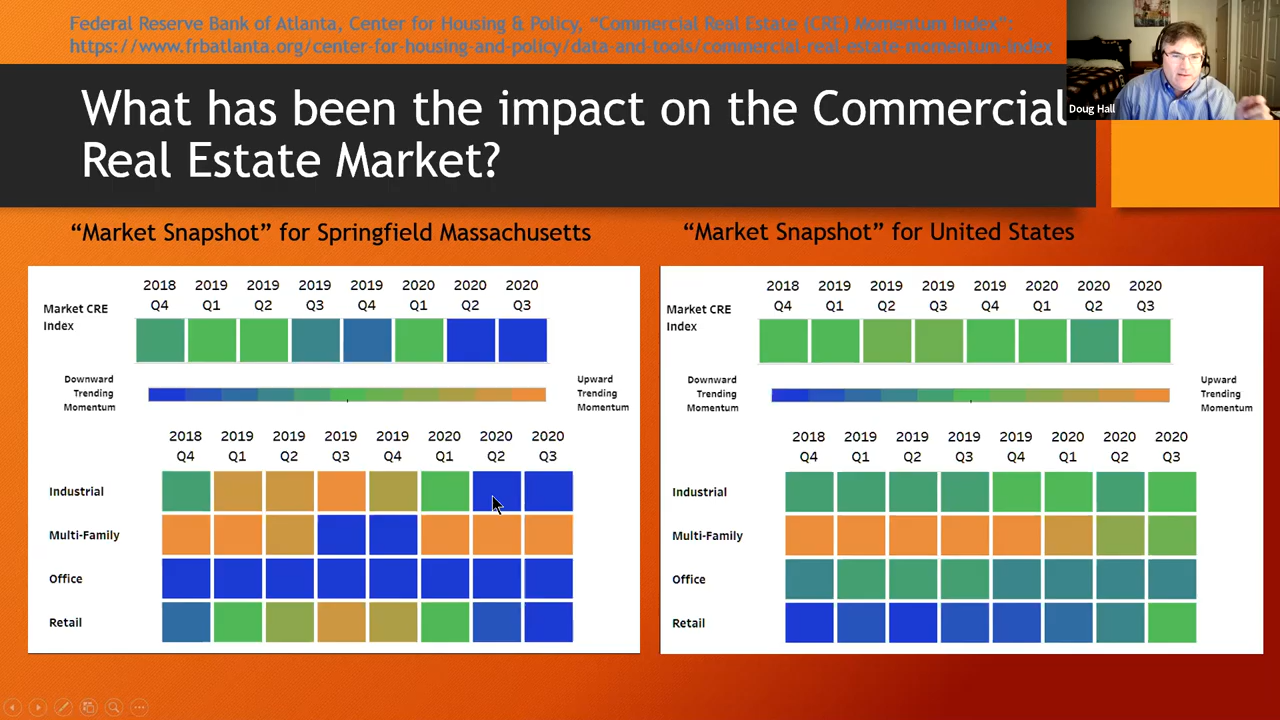 Federal Reserve Bank of Atlanta, Center for Housing & Policy, “Commercial Real Estate (CRE) Momentum Index”:
https://www.frbatlanta.org/center-for-housing-and-policy/data-and-tools/commercial-real-estate-momentum-index
Doug Hall
What has been the impact on the Commercial
Real Estate Market?
“Market Snapshot” for Springfield Massachusetts
2018 2019 2019 2019 2019 2020 2020 2020
Q4 Q1 Q2 Q3 Q4 Q1 Q2 Q3
Market CRE
Index
Downward
Trending
Momentum
Upward
Trending
Momentum
2018 2019 2019 2019 2019 2020 2020 2020
Q4 Q1 Q2 Q3 Q4 Q1 Q2 Q3
Industrial
Multi-Family
Office
Retail
“Market Snapshot” for United States
2018 2019 2019 2019 2019 2020 2020 2020
Q4 Q1 Q2 Q3 Q4 Q1 Q2 Q3
Market CRE
Index
Downward
Trending
Momentum
Upward
Trending
Momentum
2018 2019 2019 2019 2019 2020 2020 2020
Q4 Q1 Q2 Q3 Q4 Q1 Q2 Q3
Industrial
Multi-Family
Office
Retail